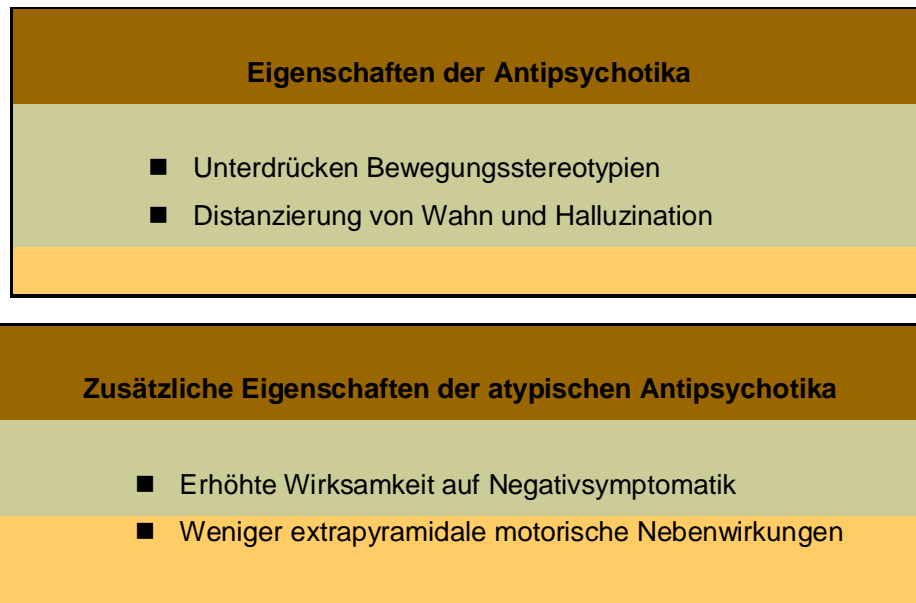 Eigenschaften der Antipsychotika
■ Unterdrücken Bewegungsstereotypien
■ Distanzierung von Wahn und Halluzination
Zusätzliche Eigenschaften der atypischen Antipsychotika
■ Erhöhte Wirksamkeit auf Negativsymptomatik
■ Weniger extrapyramidale motorische Nebenwirkungen